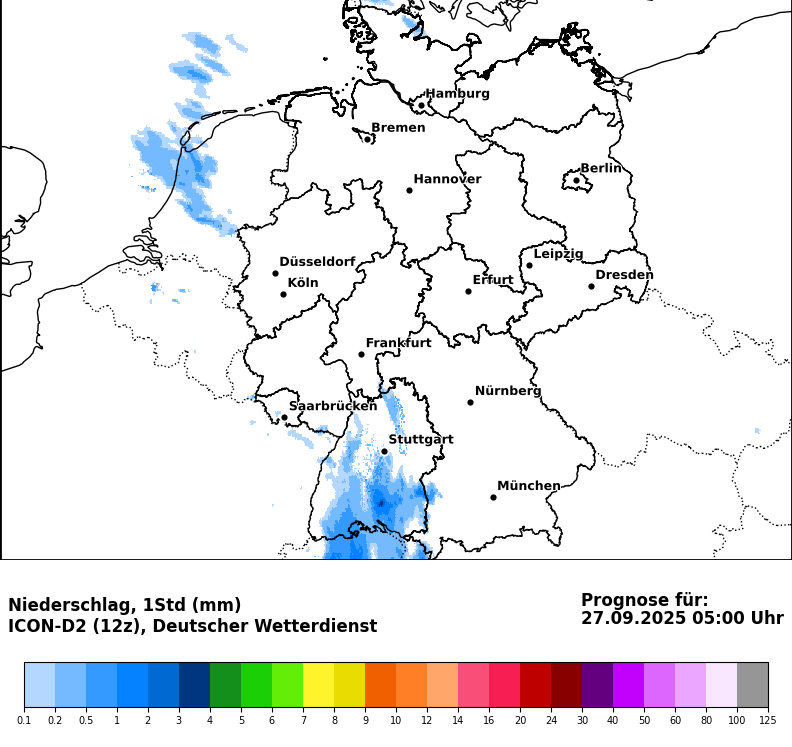 Hamburg
Bremen
Berlin
Hannover
Leipzig
Düsseldorf
Dresden
Köln
Erfurt
Frankfurt
Nürnberg
Saarbrücken
Stuttgart
München
Niederschlag, 1Std (mm)
ICON-D2 (12z), Deutscher Wetterdienst
Prognose für:
27.09.2025 05:00 Uhr
0.1 0.2 0.5 1 2 3 4 5 6 7 8 9 10 12 14 16 20 24 30 40 50 60 80 100 125